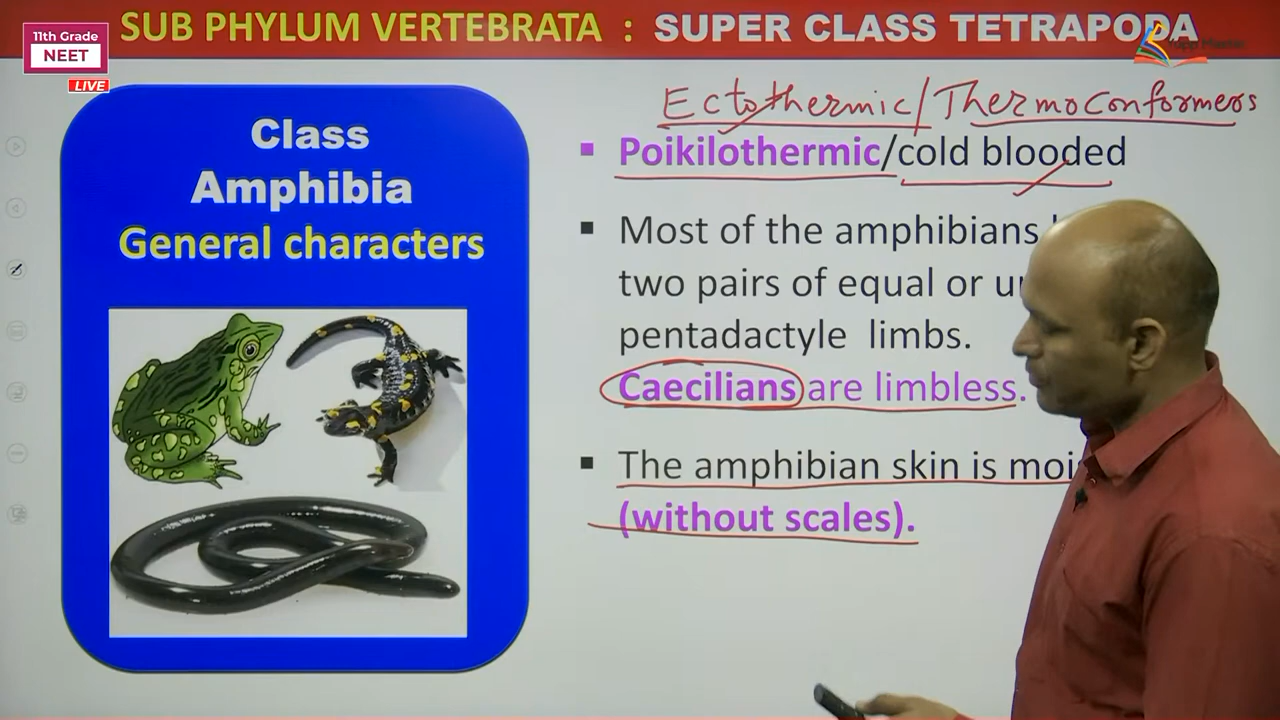 SUB PHYLUM VERTEBRATA : SUPER CLASS TETRAPODA
11th Grade
NEET
LIVE
Class
Amphibia
General characters
Ectothermic/Thermoconformers
▪ Poikilothermic/cold blooded
▪ Most of the amphibians
two pairs of equal or
pentadactyle limbs.
Caecilians are limbless.
▪ The amphibian skin is
(without scales).